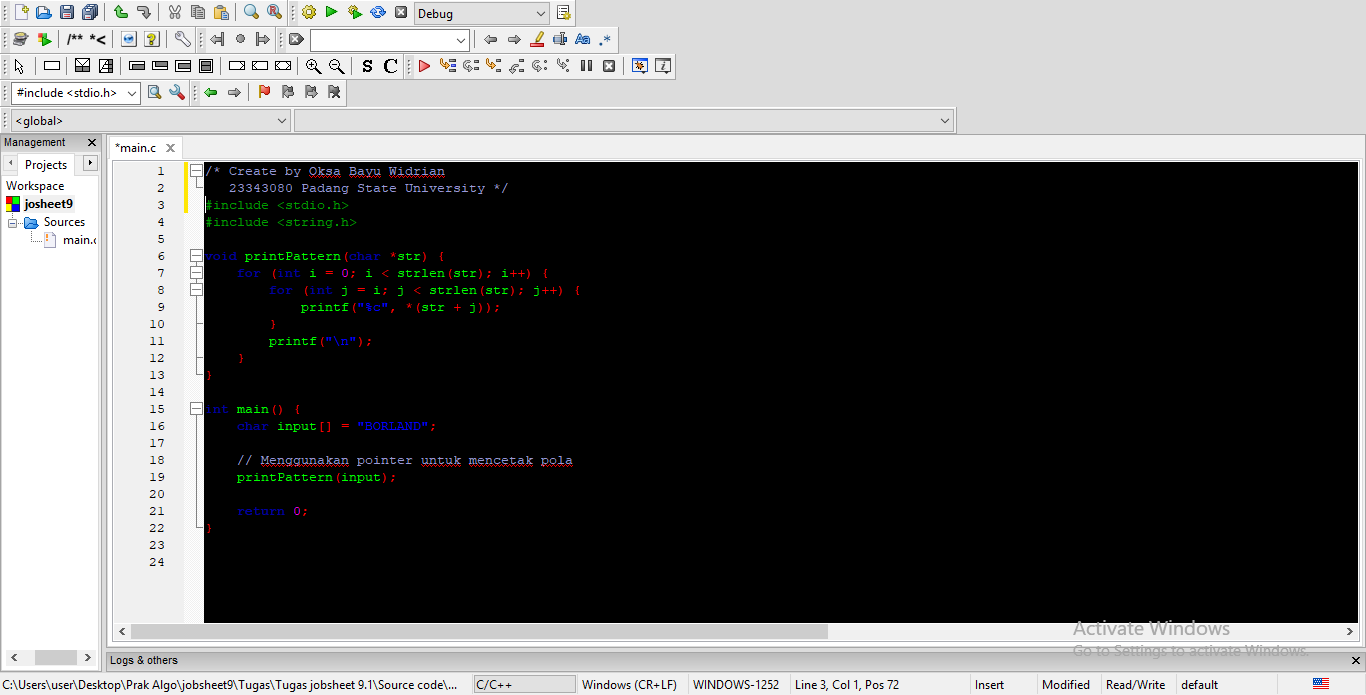 Debug
/** *<
S C
Aa .*
#include <stdio.h>
<global>
Management
*main.c
Projects
Workspace
josheet9
Sources
main.c
1 /* Create by Oksa Bayu Widrian
2 23343080 Padang State University */
3 #include <stdio.h>
4 #include <string.h>
5
6 void printPattern(char *str) {
7 for (int i = 0; i < strlen(str); i++) {
8 for (int j = i; j < strlen(str); j++) {
9 printf("%c", *(str + j));
10 }
11 printf("\n");
12 }
13 }
14
15 int main() {
16 char input[] = "BORLAND";
17
18 // Menggunakan pointer untuk mencetak pola
19 printPattern(input);
20
21 return 0;
22 }
23
24
Activate Windows
Go to Settings to activate Windows.
Logs & others
C:\Users\user\Desktop\Prak Algo\jobsheet9\Tugas\Tugas jobsheet 9.1\Source code\... C/C++ Windows (CR+LF) WINDOWS-1252 Line 3, Col 1, Pos 72 Insert Modified Read/Write default